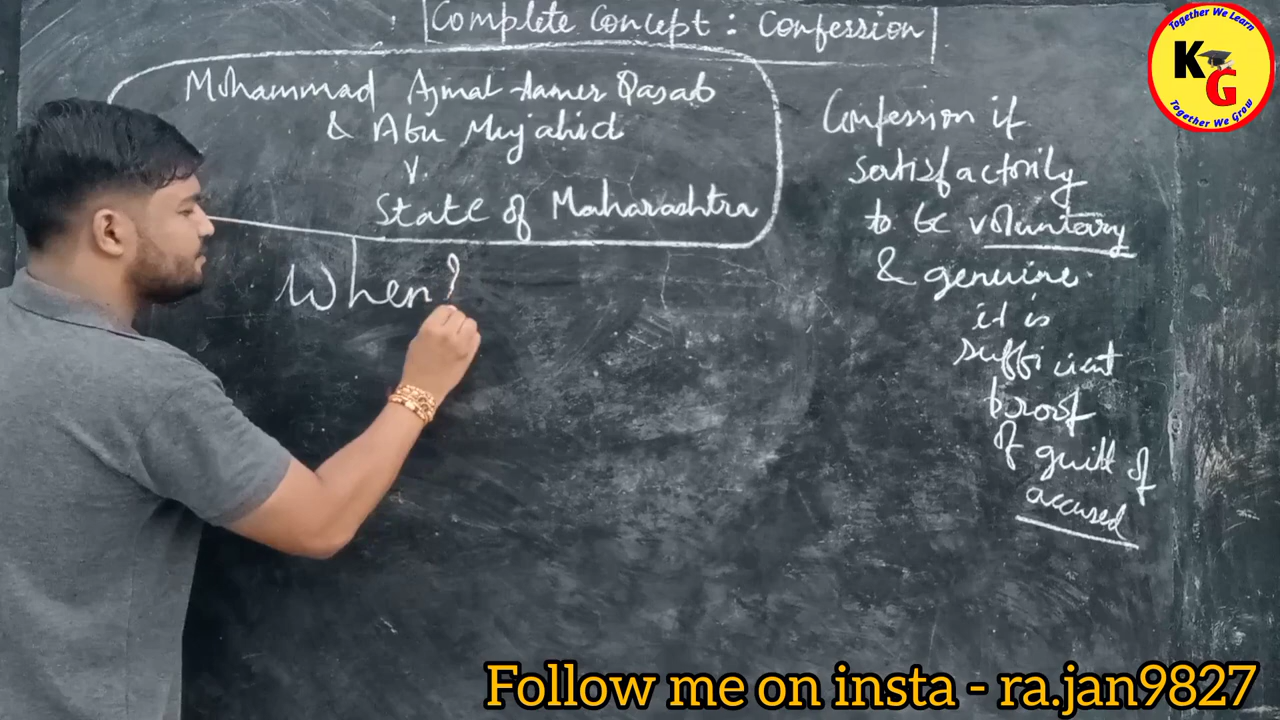 Complete Concept : Confession
Mohammad Ajmal Aamer Qasab
& Abu Mujahid
v.
State of Maharashtra
When?
Confession if
satisfactorily
to be voluntary
& genuine
it is
sufficient
proof
of guilt of
accused
Together We Learn
KG
Together We Grow
Follow me on insta - ra.jan9827